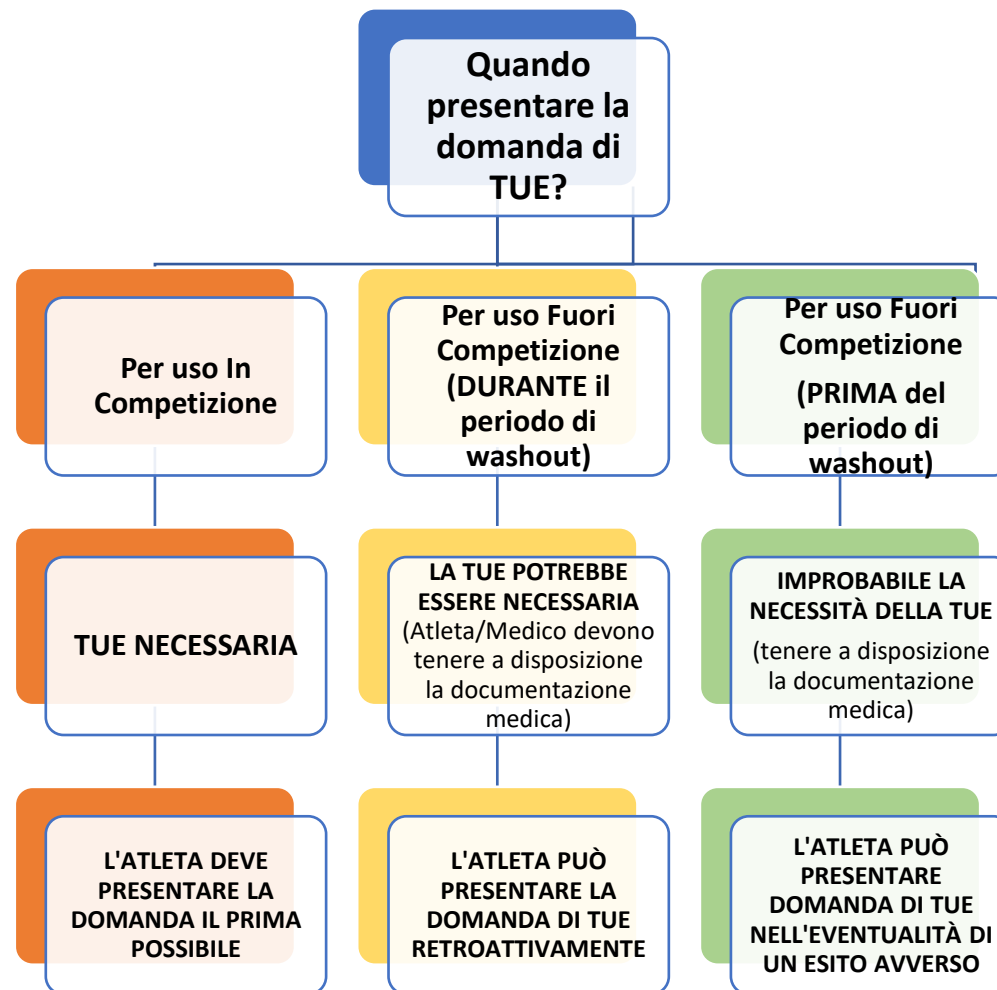 Quando
presentare la
domanda di
TUE?
Per uso In
Competizione
Per uso Fuori
Competizione
(DURANTE il
periodo di
washout)
Per uso Fuori
Competizione
(PRIMA del
periodo di
washout)
TUE NECESSARIA
LA TUE POTREBBE
ESSERE NECESSARIA
(Atleta/Medico devono
tenere a disposizione
la documentazione
medica)
IMPROBABILE LA
NECESSITÀ DELLA TUE
(tenere a disposizione
la documentazione
medica)
L'ATLETA DEVE
PRESENTARE LA
DOMANDA IL PRIMA
POSSIBILE
L'ATLETA PUÒ
PRESENTARE LA
DOMANDA DI TUE
RETROATTIVAMENTE
L'ATLETA PUÒ
PRESENTARE
DOMANDA DI TUE
NELL'EVENTUALITÀ DI
UN ESITO AVVERSO